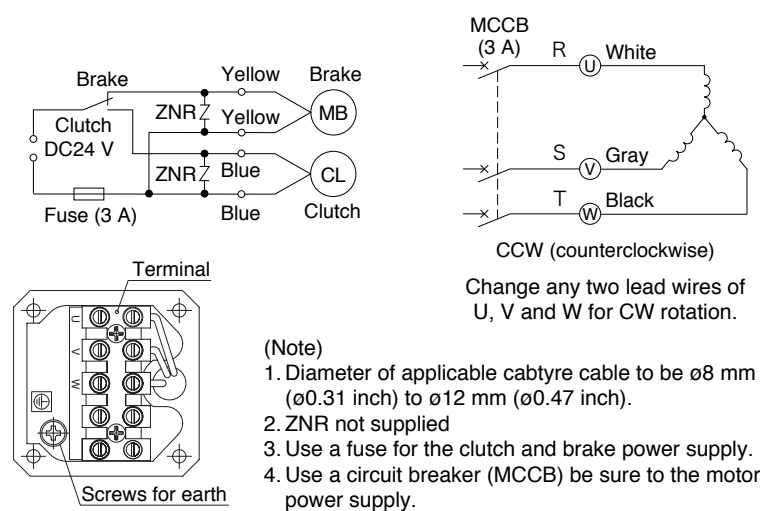 Brake
Clutch
DC24 V
Fuse (3 A)
ZNR
ZNR
Yellow
Yellow
Blue
Blue
Brake
MB
CL
Clutch
MCCB
(3 A)
R
U
White
S
V
Gray
T
W
Black
CCW (counterclockwise)
Change any two lead wires of
U, V and W for CW rotation.
Terminal
U
V
W
Screws for earth
(Note)
1. Diameter of applicable cabtyre cable to be ø8 mm
(ø0.31 inch) to ø12 mm (ø0.47 inch).
2. ZNR not supplied
3. Use a fuse for the clutch and brake power supply.
4. Use a circuit breaker (MCCB) be sure to the motor
power supply.